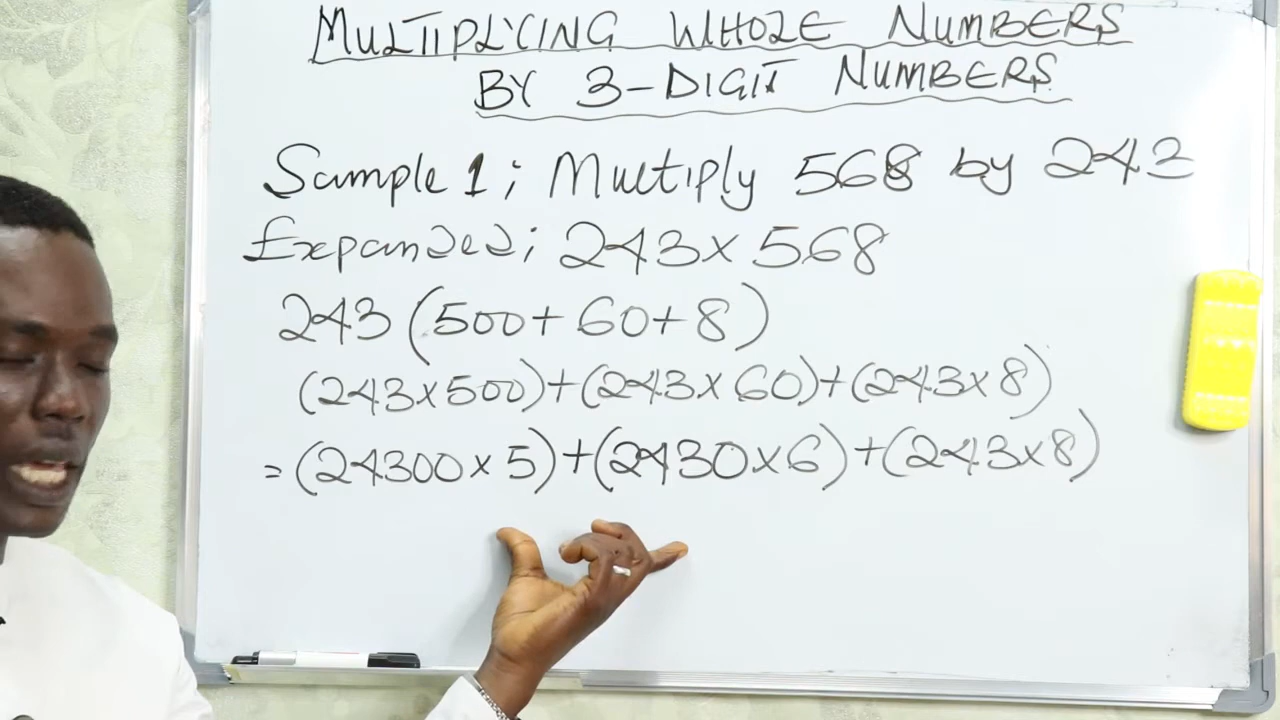 MULTIPLYING WHOLE NUMBERS
BY 3-DIGIT NUMBERS
Sample 1; Multiply 568 by 243
Expanded; 243 x 568
243 (500 + 60 + 8)
(243 x 500) + (243 x 60) + (243 x 8)
= (24300 x 5) + (2430 x 6) + (243 x 8)